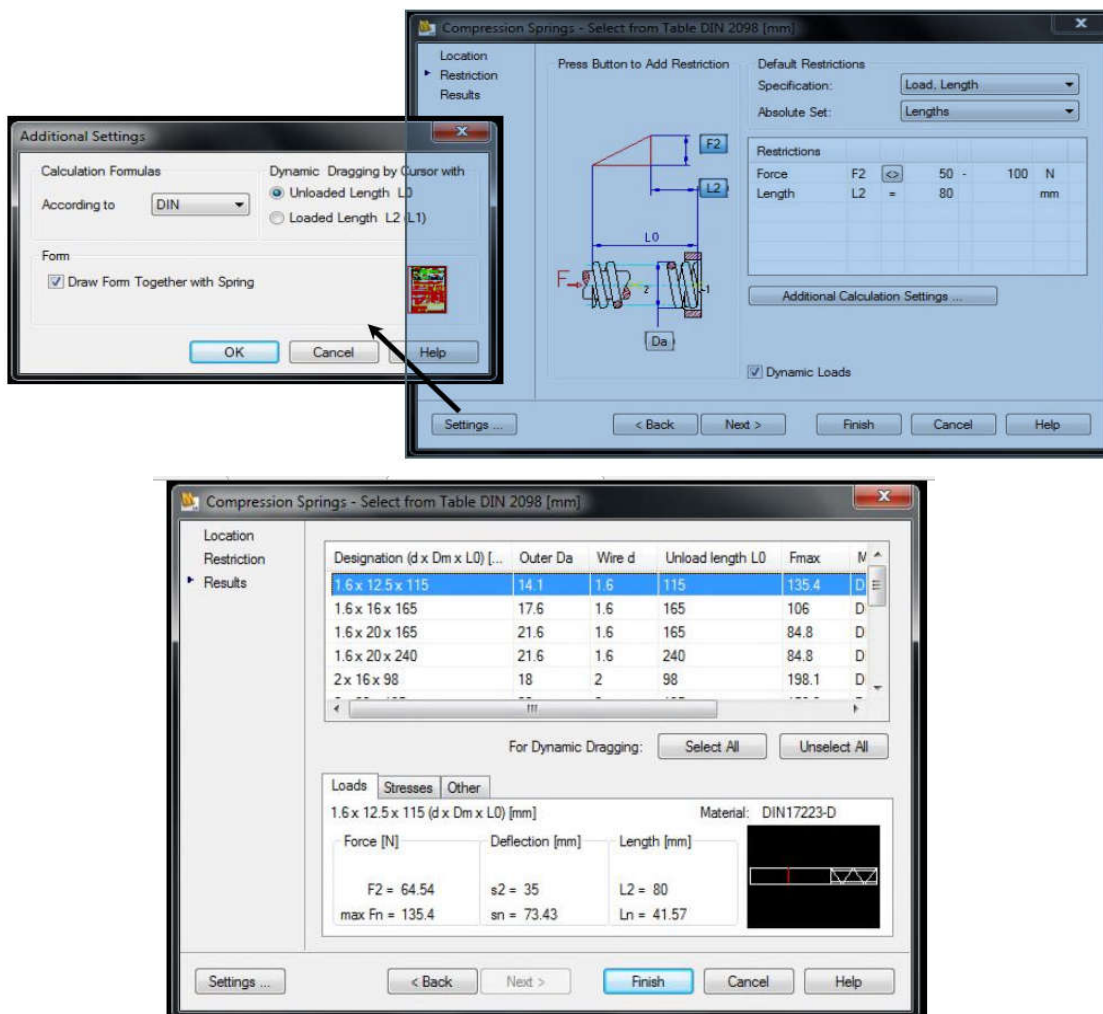 Compression Springs - Select from Table DIN 2098 [mm]
Location
Restriction
Results
Press Button to Add Restriction
F2
L2
L0
F
2
1
Da
Default Restrictions
Specification: Load, Length
Absolute Set: Lengths
Restrictions
Force F2 <> 50 - 100 N
Length L2 = 80 mm
Additional Calculation Settings ...
Dynamic Loads
Settings ... < Back Next > Finish Cancel Help
Additional Settings
Calculation Formulas
According to DIN
Dynamic Dragging by Cursor with
Unloaded Length L0
Loaded Length L2 (L1)
Form
Draw Form Together with Spring
OK Cancel Help
Compression Springs - Select from Table DIN 2098 [mm]
Location
Restriction
Results
Designation (d x Dm x L0) [... Outer Da Wire d Unload length L0 Fmax
1.6 x 12.5 x 115 14.1 1.6 115 135.4 D
1.6 x 16 x 165 17.6 1.6 165 106 D
1.6 x 20 x 165 21.6 1.6 165 84.8 D
1.6 x 20 x 240 21.6 1.6 240 84.8 D
2 x 16 x 98 18 2 98 198.1 D
For Dynamic Dragging: Select All Unselect All
Loads Stresses Other
1.6 x 12.5 x 115 (d x Dm x L0) [mm] Material: DIN17223-D
Force [N] Deflection [mm] Length [mm]
F2 = 64.54 s2 = 35 L2 = 80
max Fn = 135.4 sn = 73.43 Ln = 41.57
Settings ... < Back Next > Finish Cancel Help